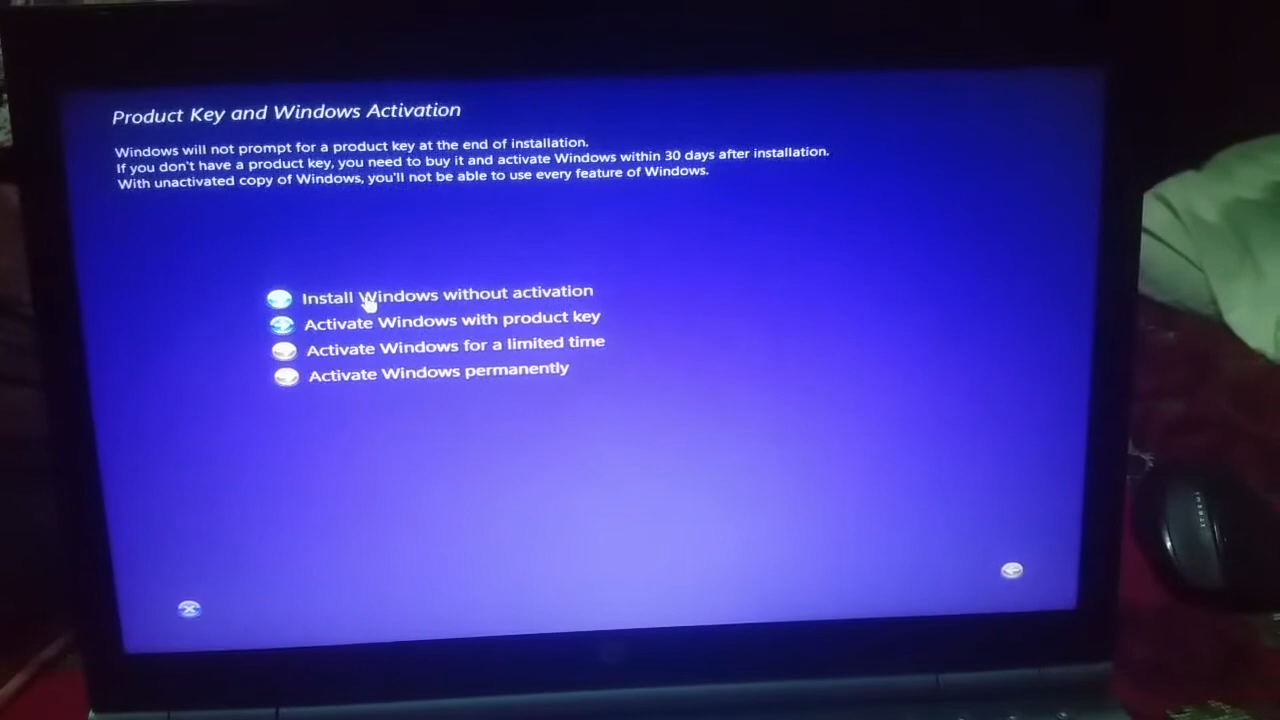 Product Key and Windows Activation
Windows will not prompt for a product key at the end of installation.
If you don't have a product key, you need to buy it and activate Windows within 30 days after installation.
With unactivated copy of Windows, you'll not be able to use every feature of Windows.
Install Windows without activation
Activate Windows with product key
Activate Windows for a limited time
Activate Windows permanently